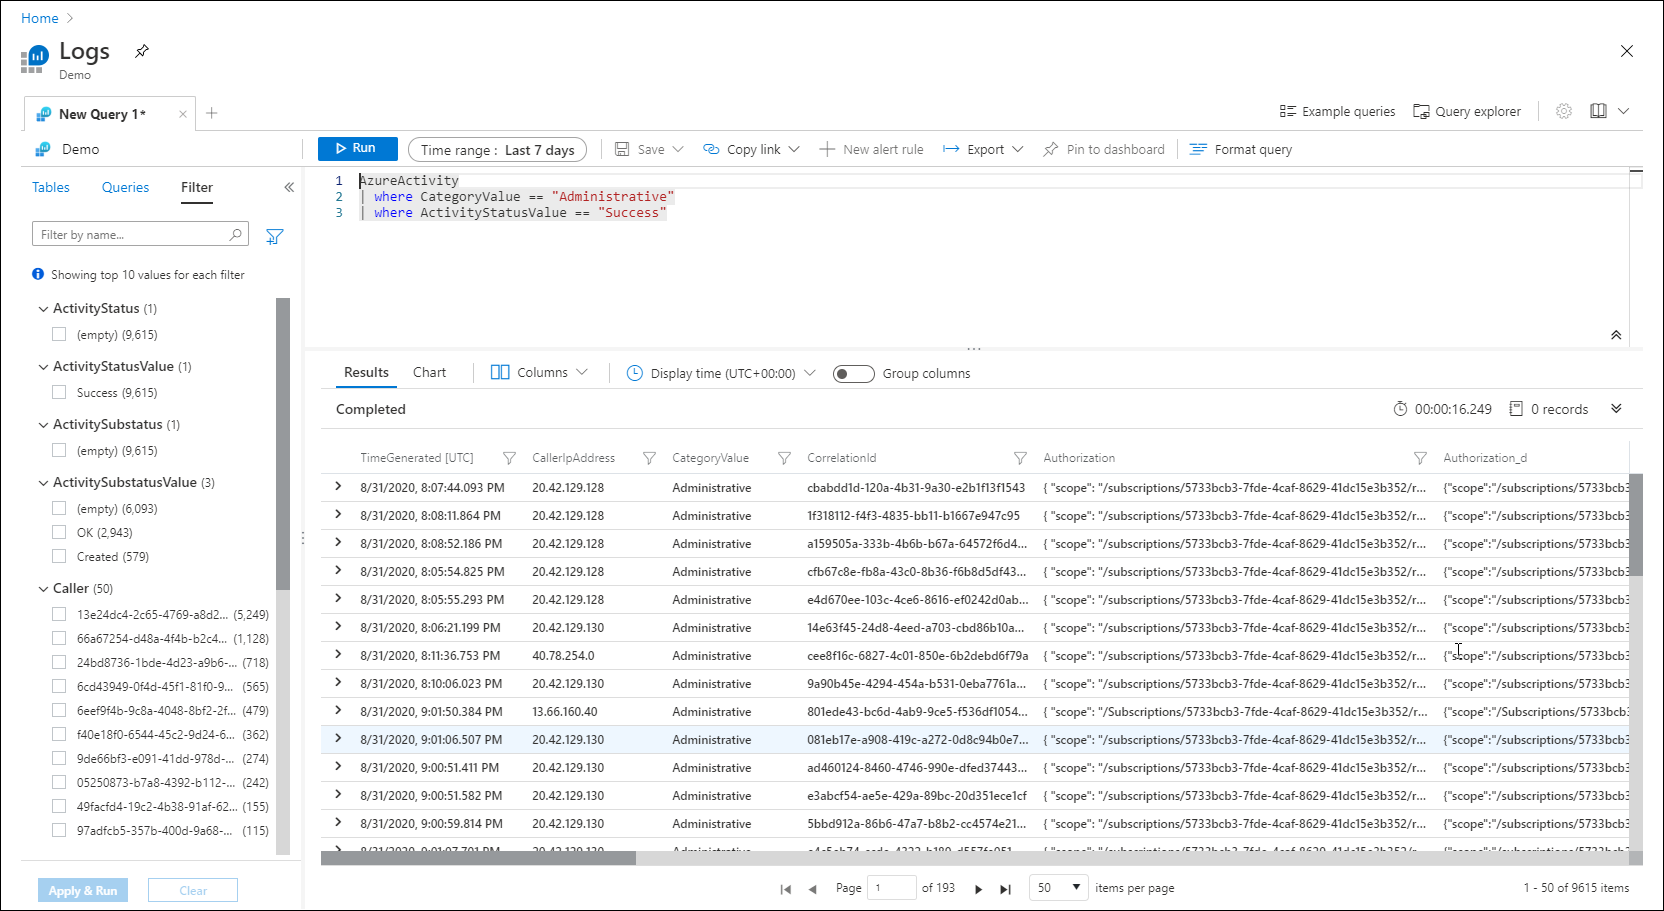 Home
Logs
Demo
New Query 1*
Example queries
Query explorer
Demo
Run
Time range : Last 7 days
Save
Copy link
New alert rule
Export
Pin to dashboard
Format query
Tables
Queries
Filter
Filter by name...
Showing top 10 values for each filter
ActivityStatus (1)
(empty) (9,615)
ActivityStatusValue (1)
Success (9,615)
ActivitySubstatus (1)
(empty) (9,615)
ActivitySubstatusValue (3)
(empty) (6,093)
OK (2,943)
Created (579)
Caller (50)
13e24dc4-2c65-4769-a8d2... (5,249)
66a67254-d48a-4f4b-b2c4... (1,128)
24bd8736-1bde-4d23-a9b6-... (718)
6cd43949-0f4d-45f1-81f0-9... (565)
6eef9f4b-9c8a-4048-8bf2-2f... (479)
f40e18f0-6544-45c2-9d24-6... (362)
9de66bf3-e091-41dd-978d-... (274)
05250873-b7a8-4392-b112-... (242)
49facfd4-19c2-4b38-91af-62... (155)
97adfcb5-357b-400d-9a68-... (115)
Apply & Run
Clear
1 AzureActivity
2 | where CategoryValue == "Administrative"
3 | where ActivityStatusValue == "Success"
Results
Chart
Columns
Display time (UTC+00:00)
Group columns
Completed
00:00:16.249
0 records
TimeGenerated [UTC] CallerIpAddress CategoryValue CorrelationId Authorization Authorization_d
8/31/2020, 8:07:44.093 PM 20.42.129.128 Administrative cbabdd1d-120a-4b31-9a30-e2b1f13f1543 { "scope": "/subscriptions/5733bcb3-7fde-4caf-8629-41dc15e3b352/r... {"scope":"/subscriptions/5733bcb3
8/31/2020, 8:08:11.864 PM 20.42.129.128 Administrative 1f318112-f4f3-4835-bb11-b1667e947c95 { "scope": "/subscriptions/5733bcb3-7fde-4caf-8629-41dc15e3b352/r... {"scope":"/subscriptions/5733bcb3
8/31/2020, 8:08:52.186 PM 20.42.129.128 Administrative a159505a-333b-4b6b-b67a-64572f6d4... { "scope": "/subscriptions/5733bcb3-7fde-4caf-8629-41dc15e3b352/r... {"scope":"/subscriptions/5733bcb3
8/31/2020, 8:05:54.825 PM 20.42.129.128 Administrative cfb67c8e-fb8a-43c0-8b36-f6b8d5df43... { "scope": "/subscriptions/5733bcb3-7fde-4caf-8629-41dc15e3b352/r... {"scope":"/subscriptions/5733bcb3
8/31/2020, 8:05:55.293 PM 20.42.129.128 Administrative e4d670ee-103c-4ce6-8616-ef0242d0ab... { "scope": "/subscriptions/5733bcb3-7fde-4caf-8629-41dc15e3b352/r... {"scope":"/subscriptions/5733bcb3
8/31/2020, 8:06:21.199 PM 20.42.129.130 Administrative 14e63f45-24d8-4eed-a703-cbd86b10a... { "scope": "/subscriptions/5733bcb3-7fde-4caf-8629-41dc15e3b352/r... {"scope":"/subscriptions/5733bcb3
8/31/2020, 8:11:36.753 PM 40.78.254.0 Administrative cee8f16c-6827-4c01-850e-6b2debd6f79a { "scope": "/subscriptions/5733bcb3-7fde-4caf-8629-41dc15e3b352/r... {"scope":"/subscriptions/5733bcb3
8/31/2020, 8:10:06.023 PM 20.42.129.130 Administrative 9a90b45e-4294-454a-b531-0eba7761a... { "scope": "/subscriptions/5733bcb3-7fde-4caf-8629-41dc15e3b352/r... {"scope":"/subscriptions/5733bcb3
8/31/2020, 9:01:50.384 PM 13.66.160.40 Administrative 801ede43-bc6d-4ab9-9ce5-f536df1054... { "scope": "/Subscriptions/5733bcb3-7fde-4caf-8629-41dc15e3b352/r... {"scope":"/Subscriptions/5733bcb3
8/31/2020, 9:01:06.507 PM 20.42.129.130 Administrative 081eb17e-a908-419c-a272-0d8c94b0e7... { "scope": "/subscriptions/5733bcb3-7fde-4caf-8629-41dc15e3b352/r... {"scope":"/subscriptions/5733bcb3
8/31/2020, 9:00:51.411 PM 20.42.129.130 Administrative ad460124-8460-4746-990e-dfed37443... { "scope": "/subscriptions/5733bcb3-7fde-4caf-8629-41dc15e3b352/r... {"scope":"/subscriptions/5733bcb3
8/31/2020, 9:00:51.582 PM 20.42.129.130 Administrative e3abcf54-ae5e-429a-89bc-20d351ece1cf { "scope": "/subscriptions/5733bcb3-7fde-4caf-8629-41dc15e3b352/r... {"scope":"/subscriptions/5733bcb3
8/31/2020, 9:00:59.814 PM 20.42.129.130 Administrative 5bbd912a-86b6-47a7-b8b2-cc4574e21... { "scope": "/subscriptions/5733bcb3-7fde-4caf-8629-41dc15e3b352/r... {"scope":"/subscriptions/5733bcb3
Page 1 of 193
50 items per page
1 - 50 of 9615 items